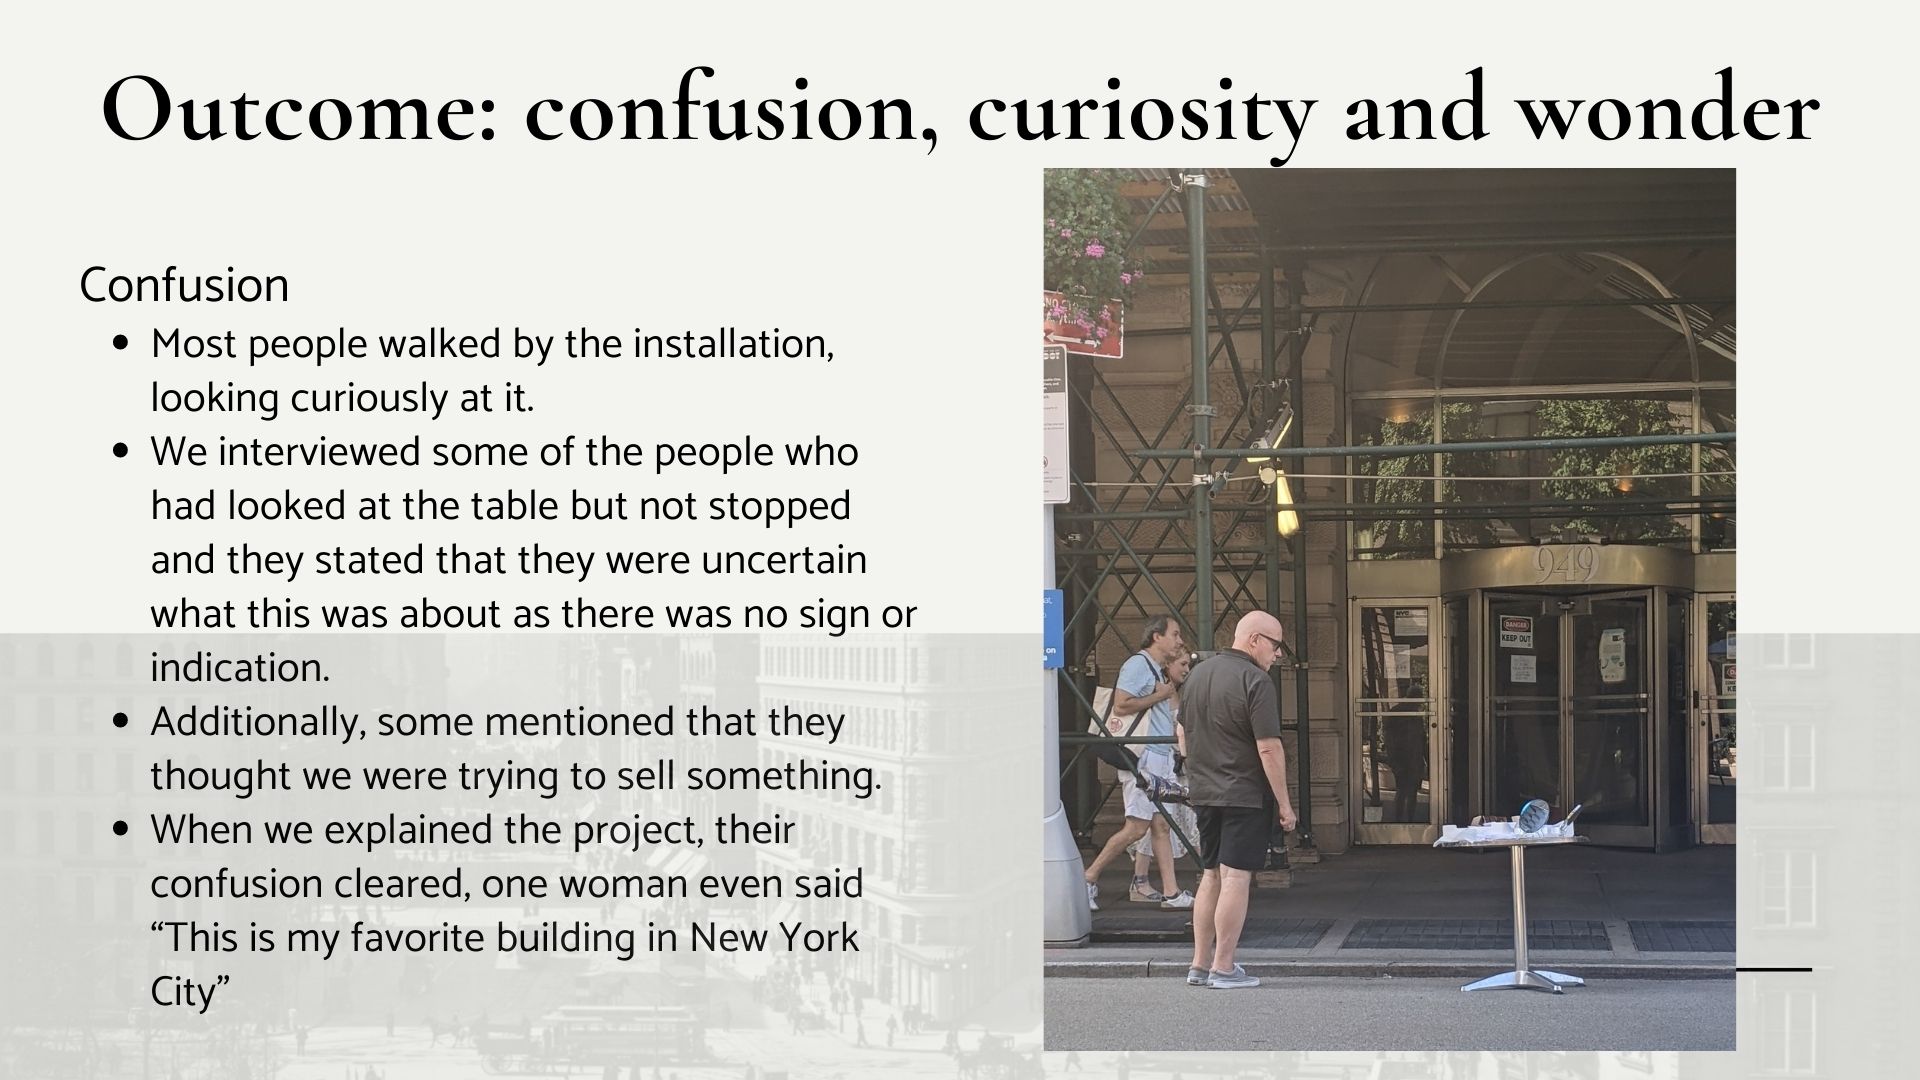 Outcome: confusion, curiosity and wonder
Confusion
• Most people walked by the installation,
looking curiously at it.
• We interviewed some of the people who
had looked at the table but not stopped
and they stated that they were uncertain
what this was about as there was no sign or
indication.
• Additionally, some mentioned that they
thought we were trying to sell something.
• When we explained the project, their
confusion cleared, one woman even said
“This is my favorite building in New York
City”
949
DANGER
KEEP OUT